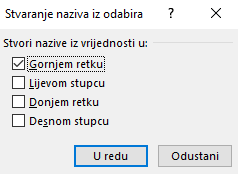 Stvaranje naziva iz odabira ? ×
Stvori nazive iz vrijednosti u:
Gornjem retku
Lijevom stupcu
Donjem retku
Desnom stupcu
U redu Odustani